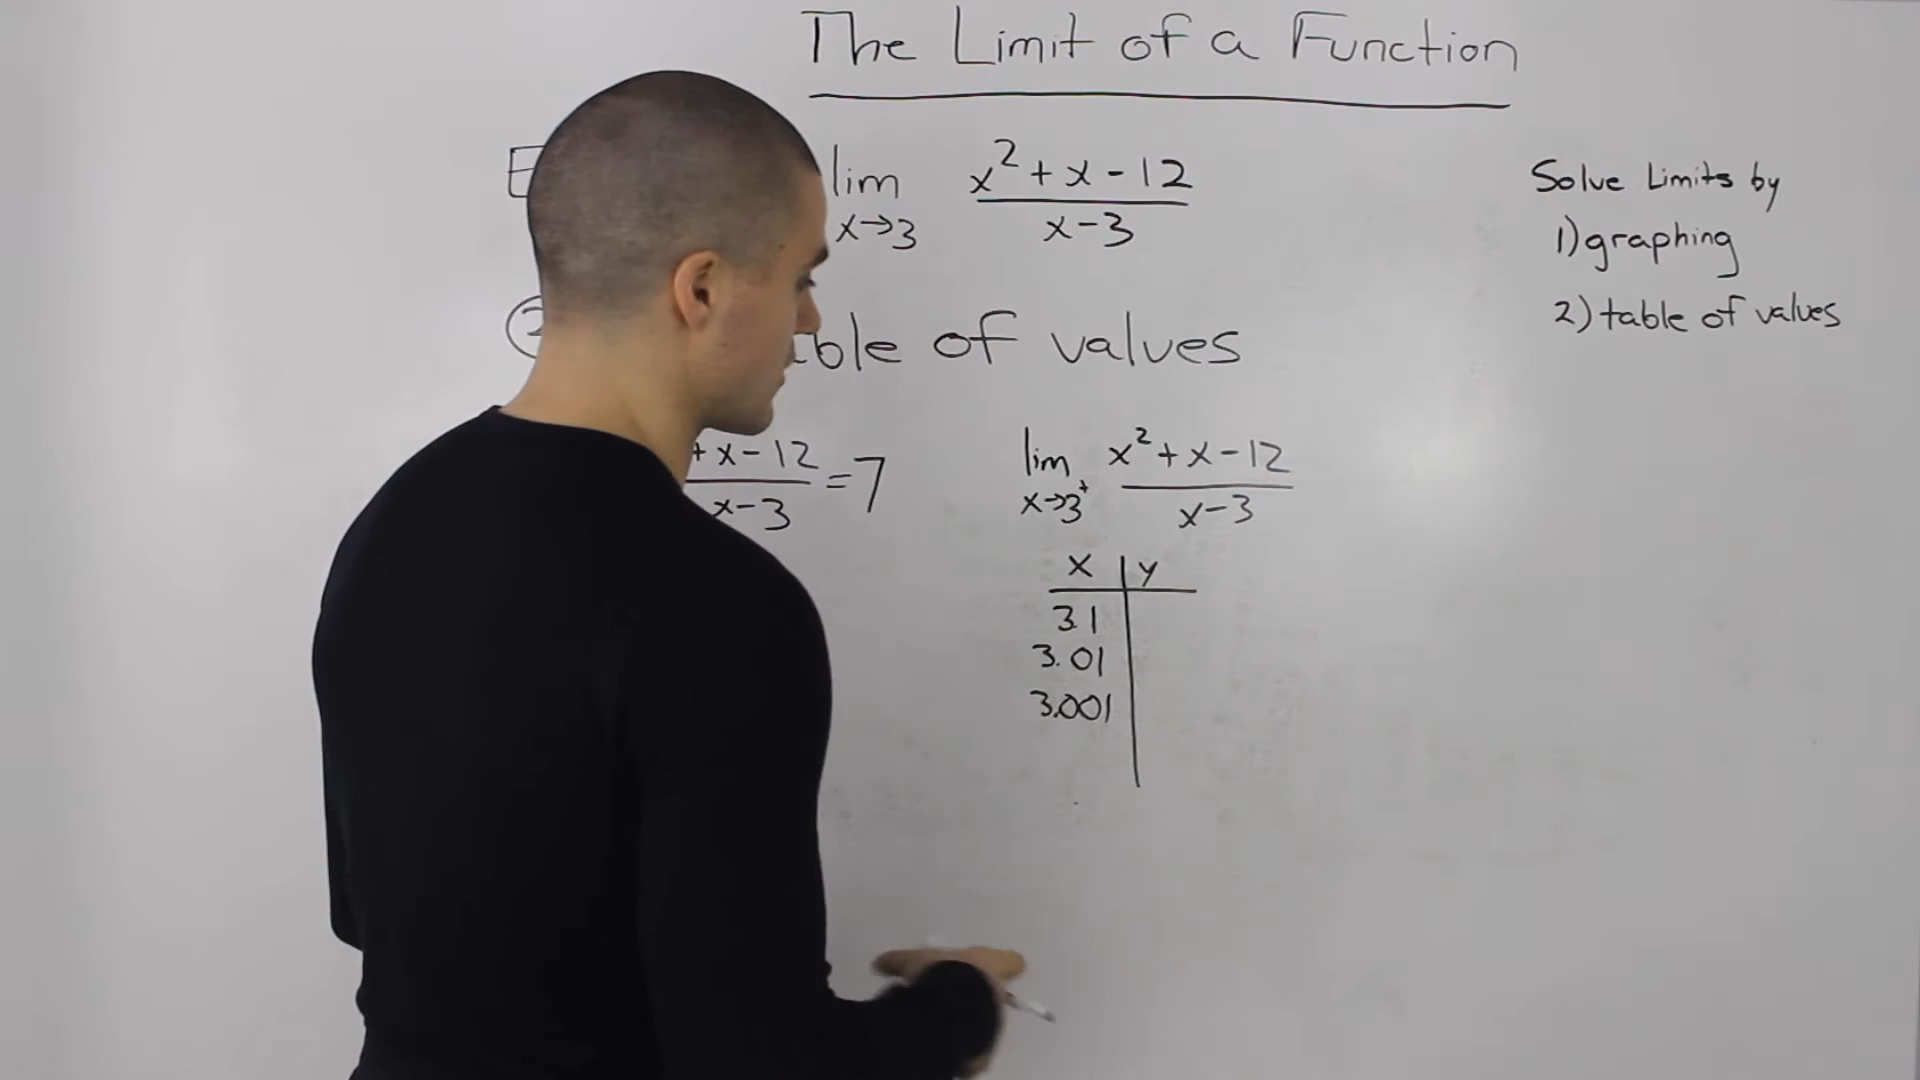 The Limit of a Function
lim x→3 x²+x-12 / x-3
Solve Limits by
1) graphing
2) table of values
of values
+x-12 / x-3 = 7
lim x→3⁺ x²+x-12 / x-3
x | y
3.1
3.01
3.001